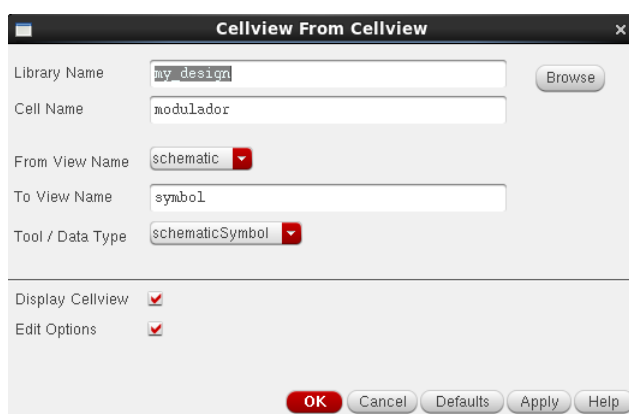 Cellview From Cellview
Library Name my_design Browse
Cell Name modulador
From View Name schematic
To View Name symbol
Tool / Data Type schematicSymbol
Display Cellview
Edit Options
OK Cancel Defaults Apply Help